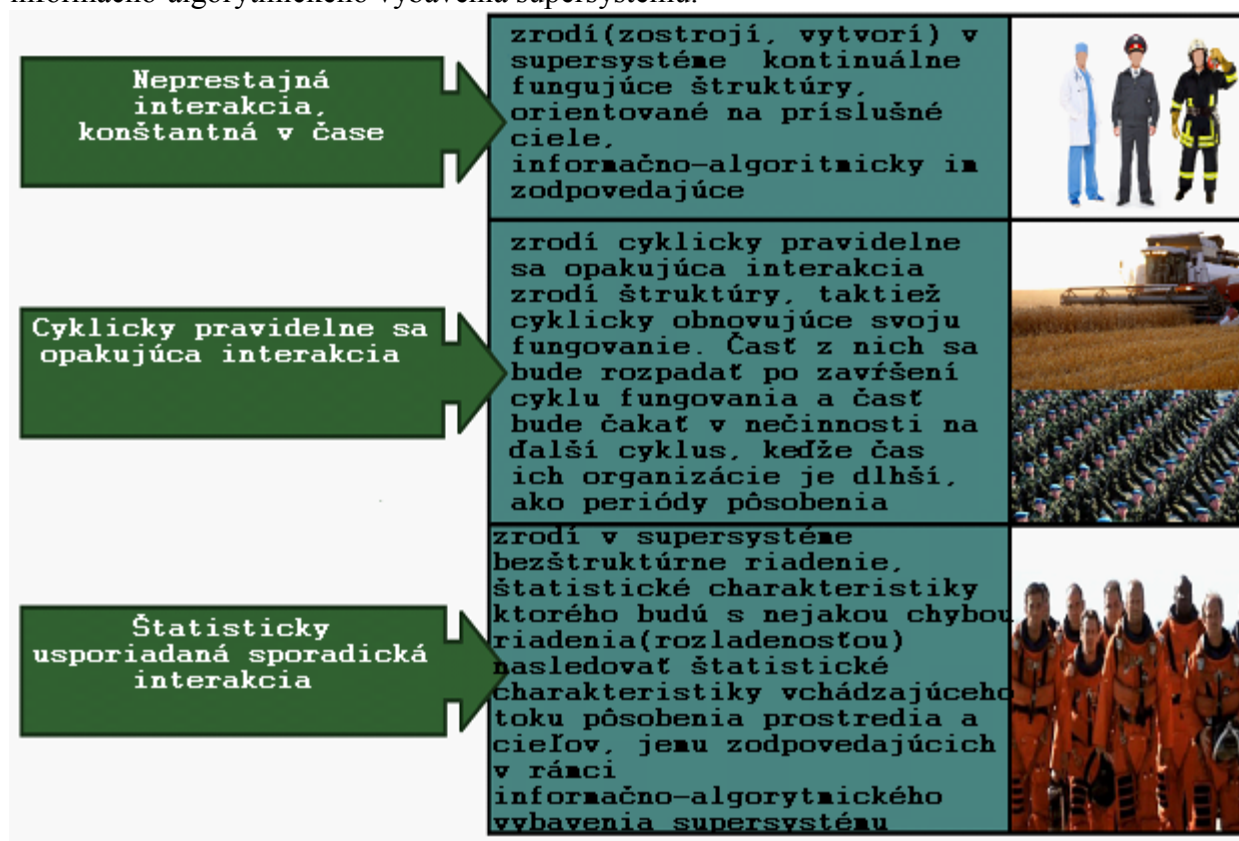 informačno-algorytmického vybavenia supersystému.
Neprestajná
interakcia,
konštantná v čase
zrodí(zostrojí, vytvorí) v
supersystéme kontinuálne
fungujúce štruktúry,
orientované na príslušné
ciele,
informačno-algoritmicky im
zodpovedajúce
Cyklicky pravidelne sa
opakujúca interakcia
zrodí cyklicky pravidelne
sa opakujúca interakcia
zrodí štruktúry, taktiež
cyklicky obnovujúce svoju
fungovanie. Časť z nich sa
bude rozpadať po zavŕšení
cyklu fungovania a časť
bude čakať v nečinnosti na
ďalší cyklus, keďže čas
ich organizácie je dlhší,
ako periódy pôsobenia
Štatisticky
usporiadaná sporadická
interakcia
zrodí v supersystéme
bezštruktúrne riadenie,
štatistické charakteristiky
ktorého budú s nejakou chybou
riadenia(rozladenosťou)
nasledovať štatistické
charakteristiky vchádzajúceho
toku pôsobenia prostredia a
cieľov, jemu zodpovedajúcich
v rámci
informačno-algorytmického
vybavenia supersystému